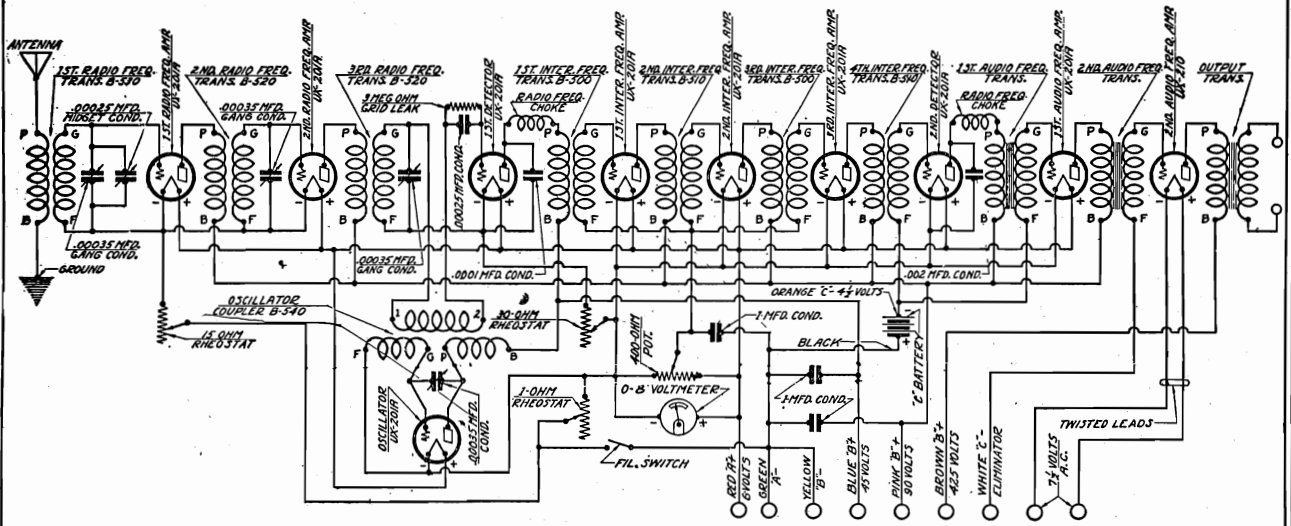 ANTENNA
1ST. RADIO FREQ.
TRANS. B-510
.000025 MFD.
MIDGET COND.
1ST. RADIO FREQ. AMP.
UX-201A
2ND. RADIO FREQ.
TRANS. B-520
.00035 MFD.
GANG COND.
2ND. RADIO FREQ. AMP.
UX-201A
3RD. RADIO FREQ.
TRANS. B-520
3 MEG OHM
GRID LEAK
.00025 MFD. COND.
1ST. DETECTOR
UX-201A
RADIO FREQ.
CHOKE
1ST. INTER. FREQ.
TRANS. B-500
1ST. INTER. FREQ. AMP.
UX-201A
2ND. INTER. FREQ.
TRANS. B-510
2ND. INTER. FREQ. AMP.
UX-201A
3RD. INTER. FREQ.
TRANS. B-500
3RD. INTER. FREQ. AMP.
UX-201A
4TH. INTER. FREQ.
TRANS. B-510
2ND. DETECTOR
UX-201A
RADIO FREQ.
CHOKE
1ST. AUDIO FREQ.
TRANS.
1ST. AUDIO FREQ. AMP.
UX-201A
2ND. AUDIO FREQ.
TRANS.
2ND. AUDIO FREQ. AMP.
UX-210
OUTPUT
TRANS.
P G P G P G P G P G P G P G P G P G P
- + - + - + - + - + - + - + - + - +
B F B F B F B F B F B F B F B F B F B
.00035 MFD.
GANG COND.
GROUND
.00035 MFD.
GANG COND.
.0001 MFD. COND.
.002 MFD. COND.
OSCILLATOR
COUPLER B-540
15 OHM
RHEOSTAT
1 2
F G P B
30-OHM
RHEOSTAT
400-OHM
POT.
1-MFD. COND.
ORANGE "C"- 4½ VOLTS
BLACK
- +
"C" BATTERY
OSCILLATOR
UX-201A
- +
.00035 MFD.
COND.
1-OHM
RHEOSTAT
0-8 VOLTMETER
- +
1-MFD. COND.
FIL. SWITCH
TWISTED LEADS
RED "A"+
6 VOLTS
GREEN
"A"-
YELLOW
"B"-
BLUE "B"+
45 VOLTS
PINK "B"+
90 VOLTS
BROWN "B"+
425 VOLTS
WHITE "C"-
ELIMINATOR
7½ VOLTS
A.C.